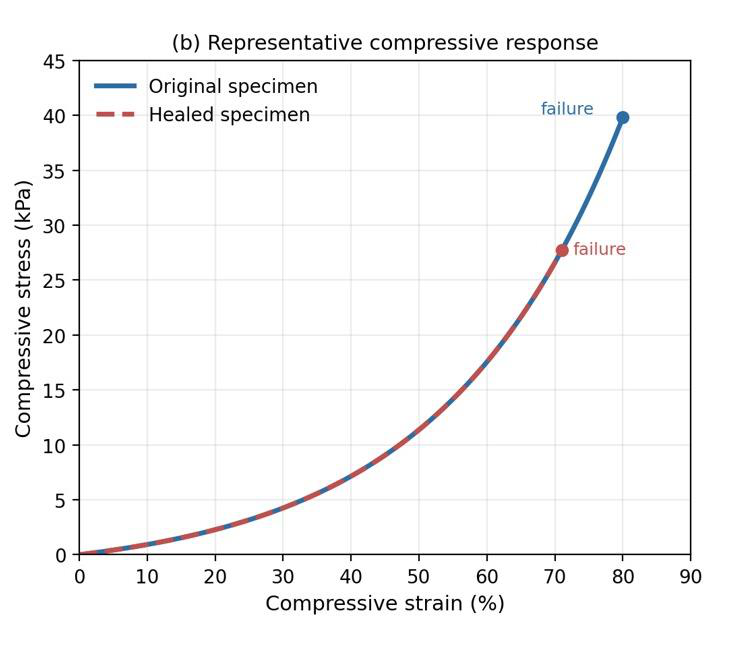 (b) Representative compressive response
Compressive stress (kPa)
45
40
35
30
25
20
15
10
5
0
Original specimen
Healed specimen
failure
failure
0 10 20 30 40 50 60 70 80 90
Compressive strain (%)